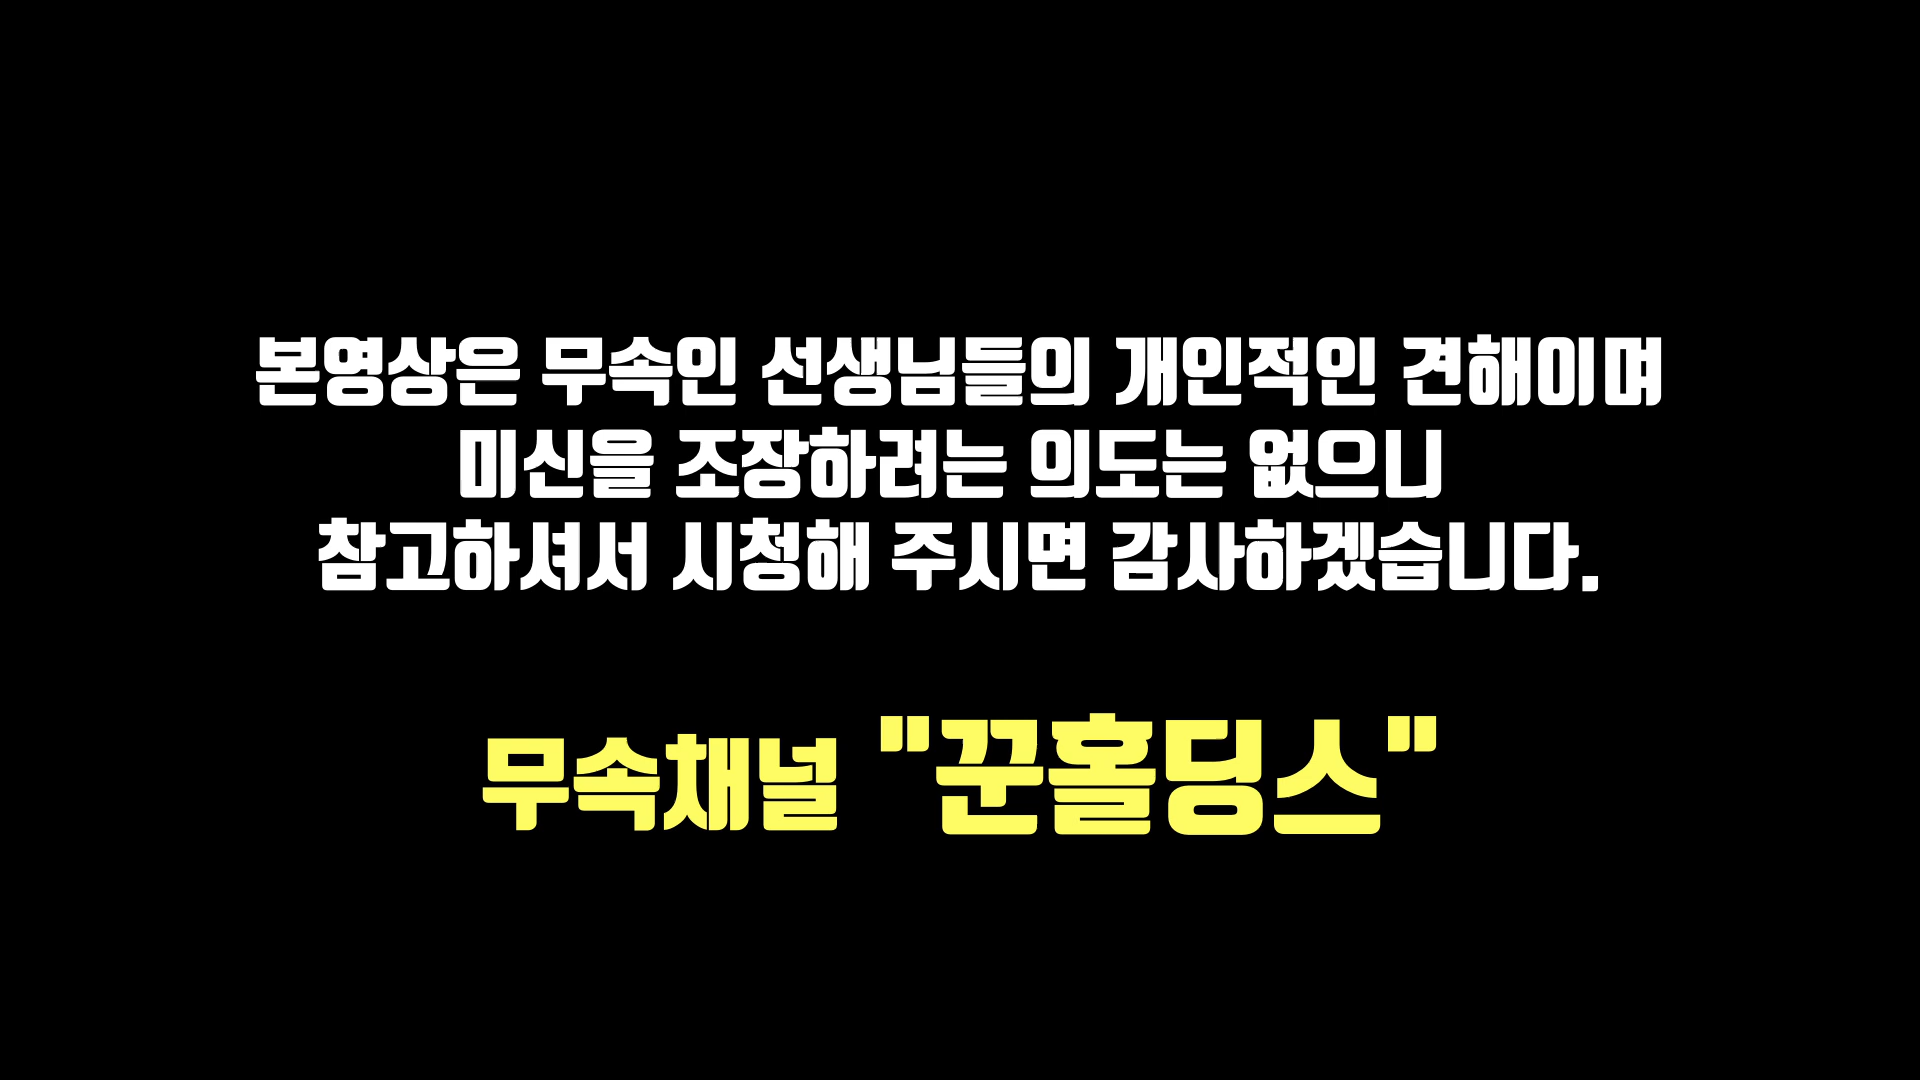 본영상은 무속인 선생님들의 개인적인 견해이며
미신을 조장하려는 의도는 없으니
참고하셔서 시청해 주시면 감사하겠습니다.
무속채널 "꾼홀딩스"